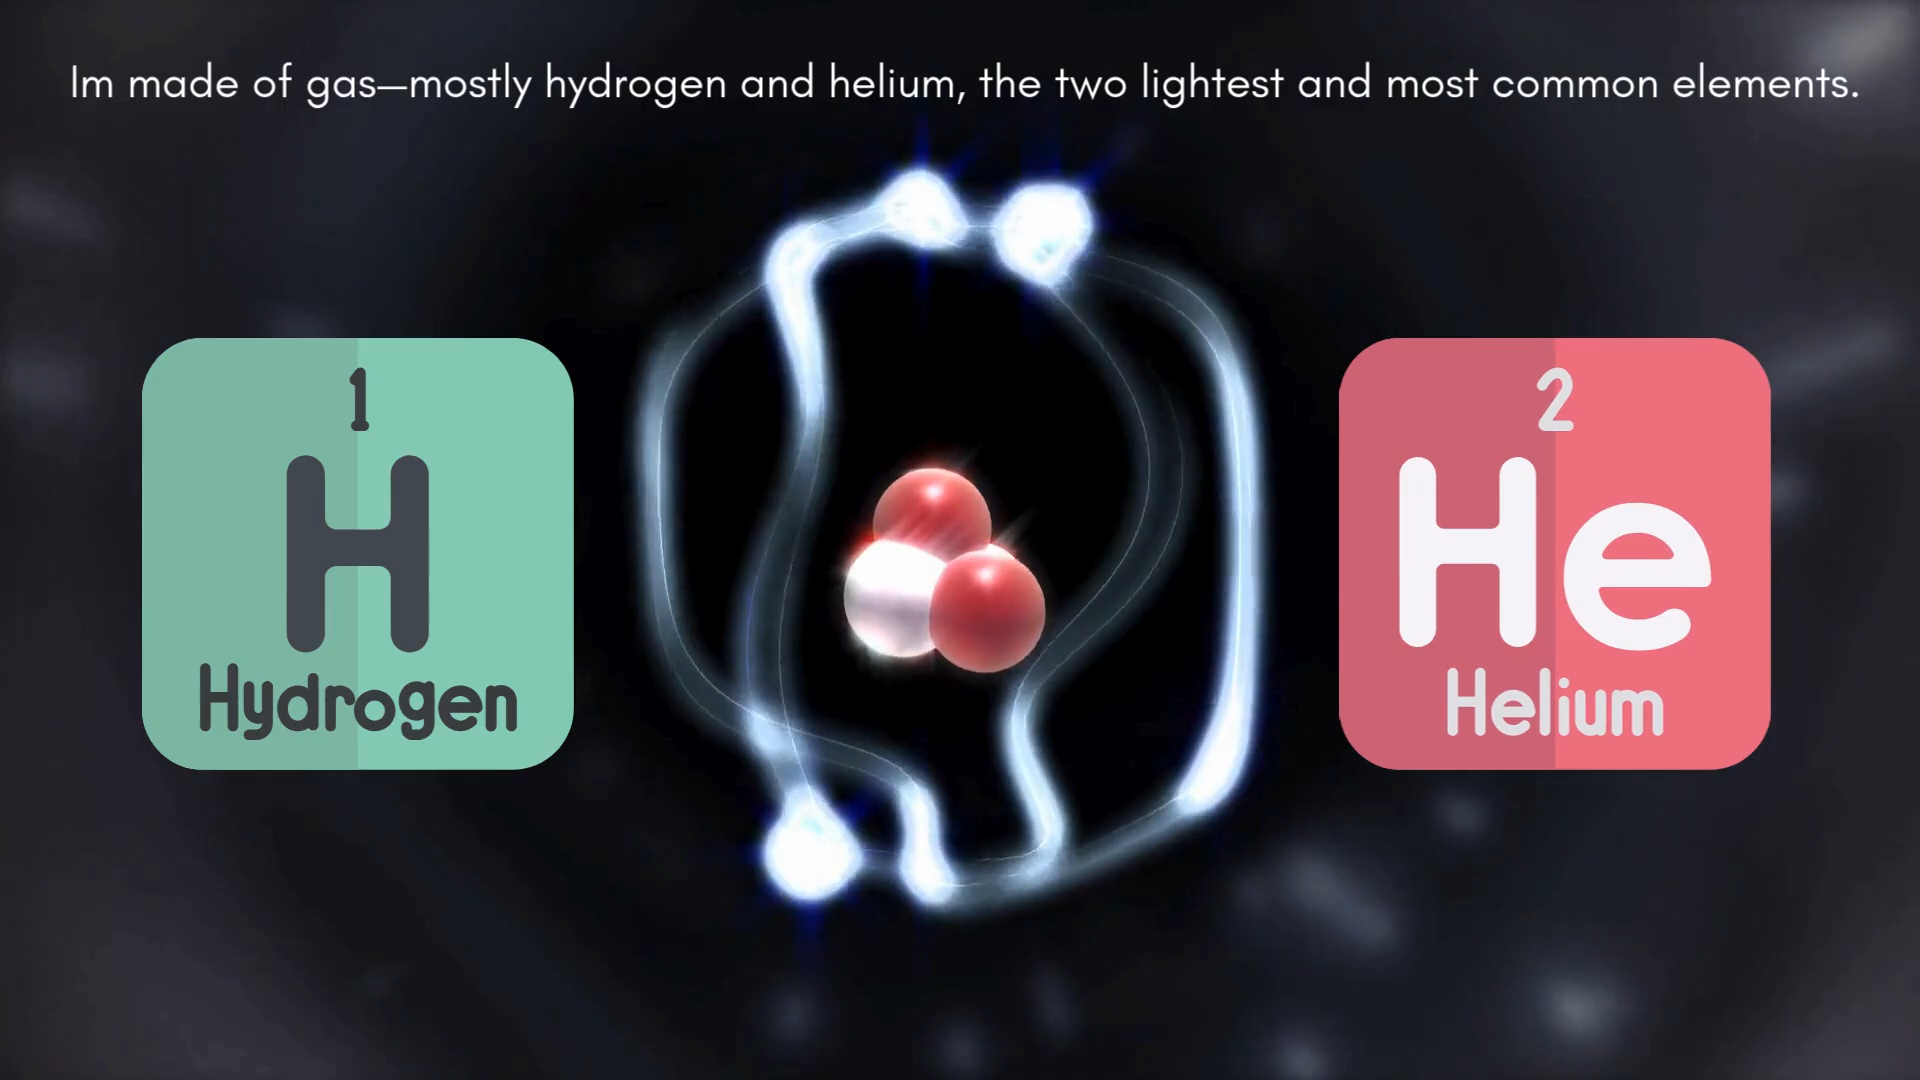 Im made of gas—mostly hydrogen and helium, the two lightest and most common elements.
1
H
Hydrogen
2
He
Helium